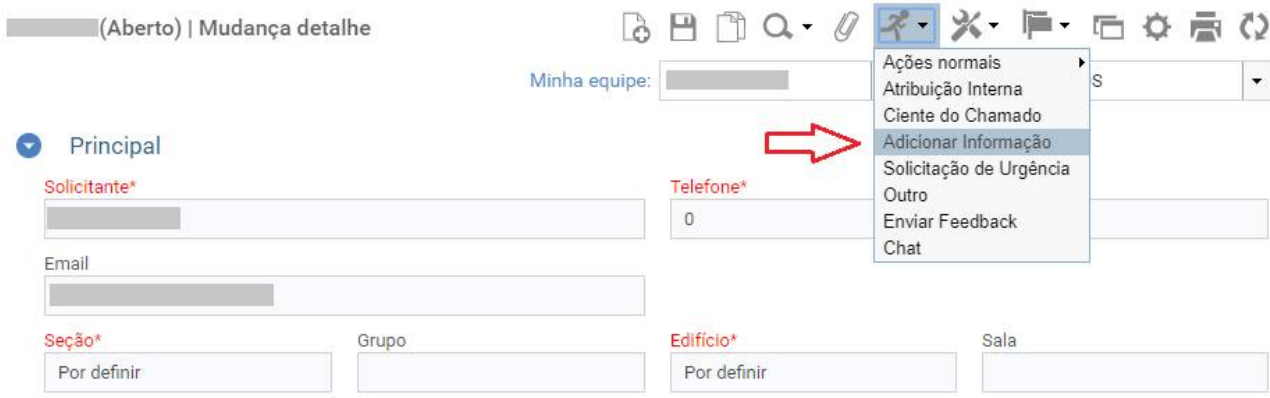 (Aberto) | Mudança detalhe
Minha equipe:
S
Ações normais
Atribuição Interna
Ciente do Chamado
Adicionar Informação
Solicitação de Urgência
Outro
Enviar Feedback
Chat
Principal
Solicitante*
Telefone*
0
Email
Seção*
Grupo
Edifício*
Sala
Por definir
Por definir